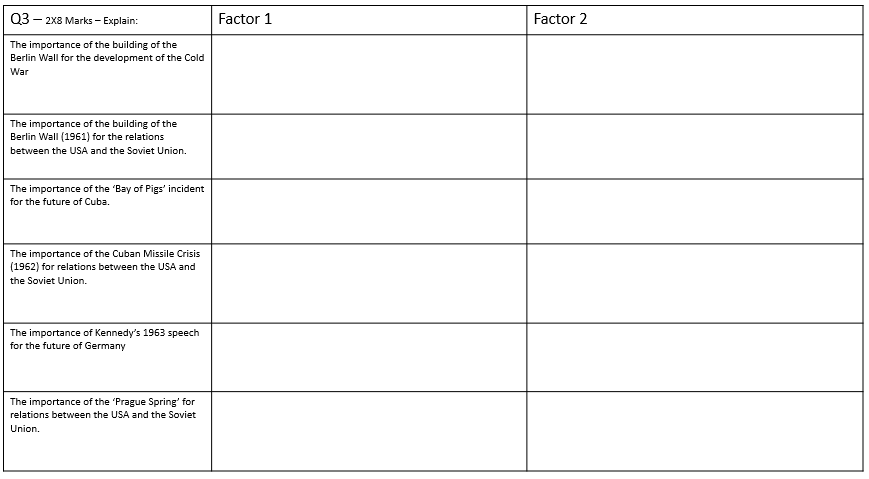 Q3 – 2X8 Marks – Explain:
Factor 1
Factor 2
The importance of the building of the
Berlin Wall for the development of the Cold
War
The importance of the building of the
Berlin Wall (1961) for the relations
between the USA and the Soviet Union.
The importance of the ‘Bay of Pigs’ incident
for the future of Cuba.
The importance of the Cuban Missile Crisis
(1962) for relations between the USA and
the Soviet Union.
The importance of Kennedy’s 1963 speech
for the future of Germany
The importance of the ‘Prague Spring’ for
relations between the USA and the Soviet
Union.